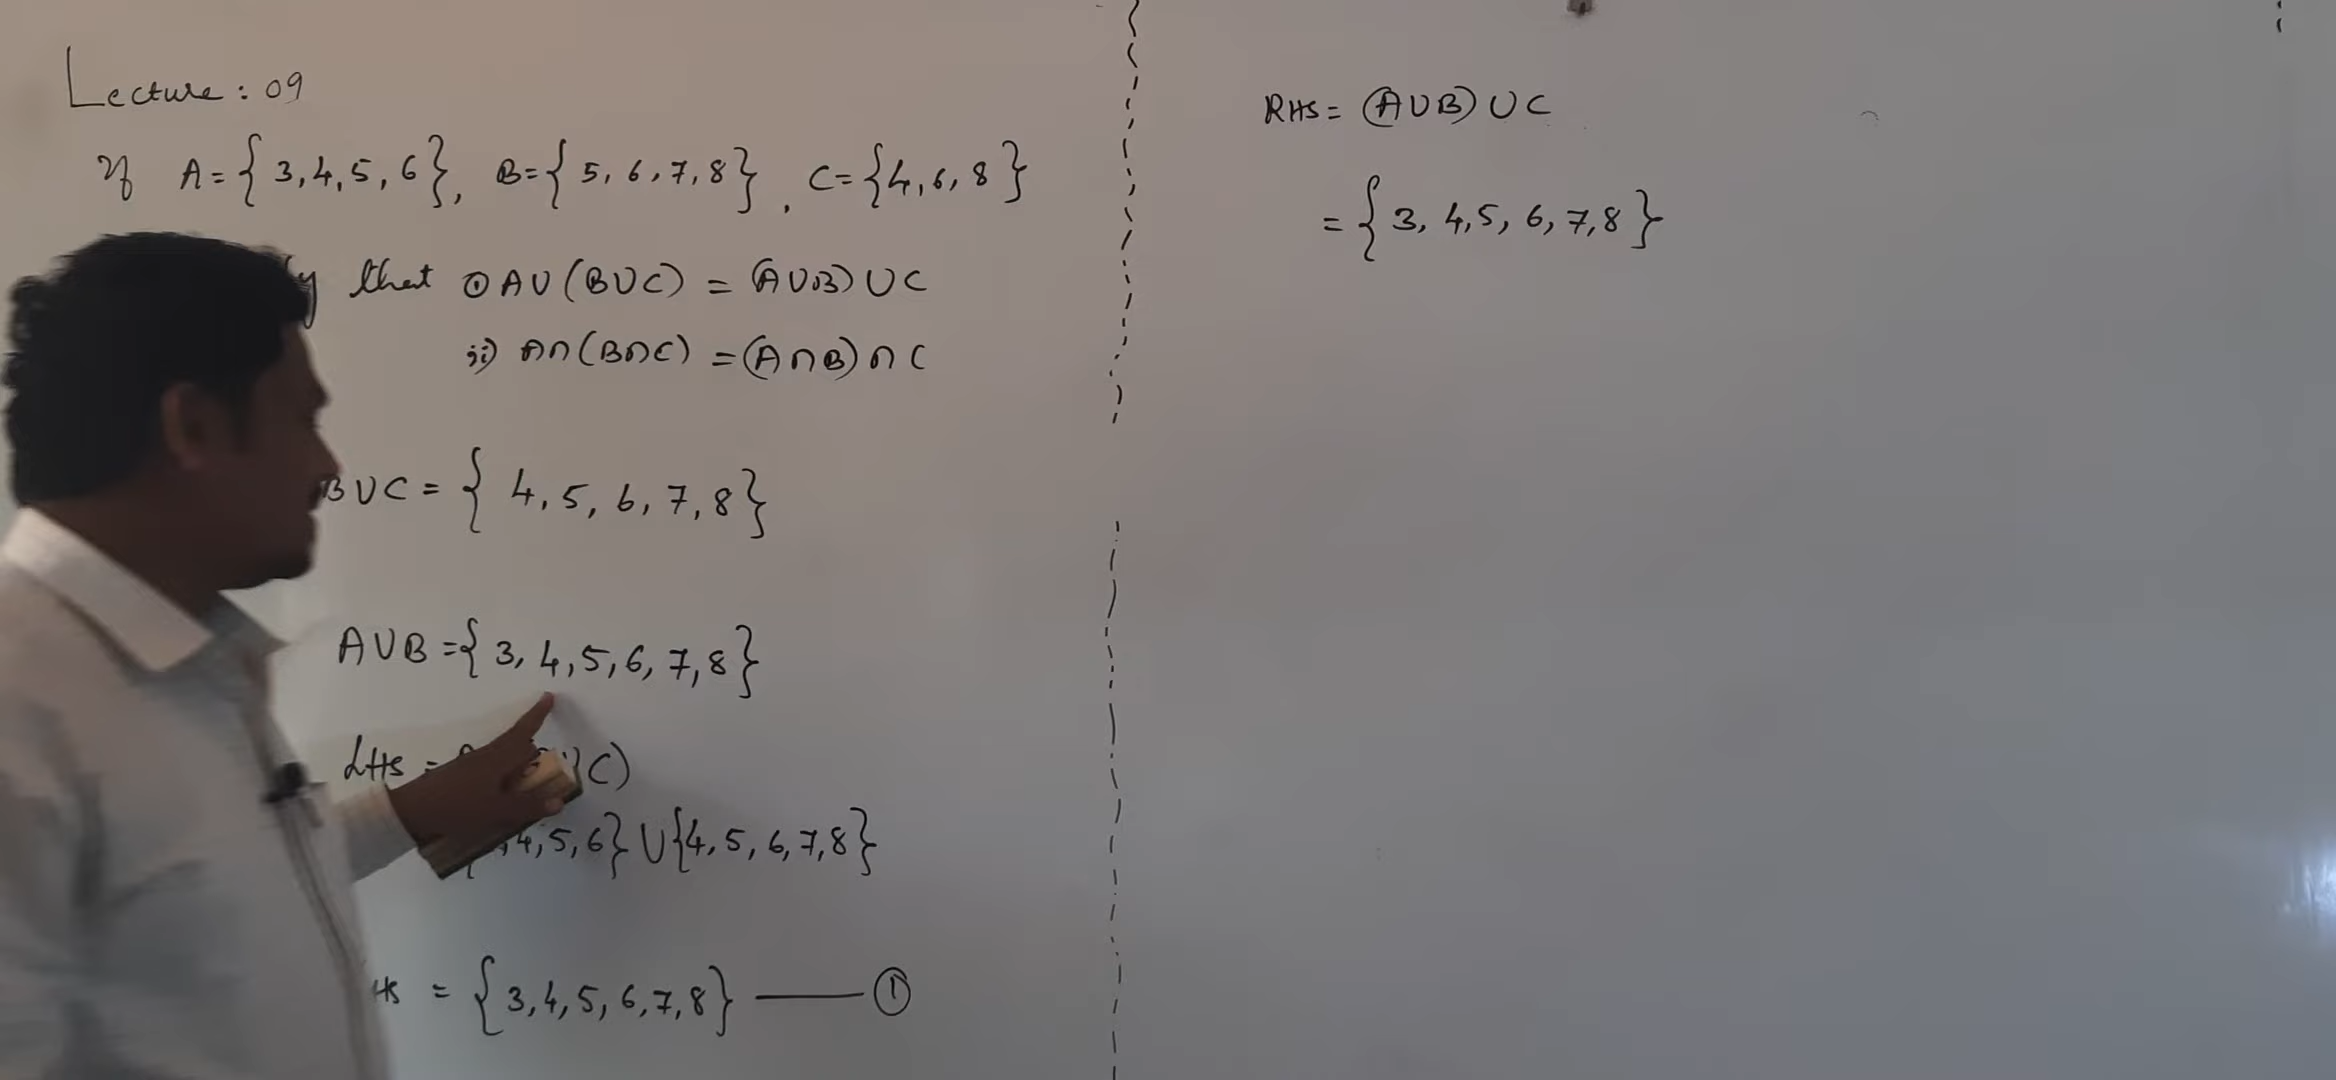 Lecture : 09
If A = { 3, 4, 5, 6 }, B = { 5, 6, 7, 8 }, C = { 4, 6, 8 }
that ① A ∪ (B ∪ C) = (A ∪ B) ∪ C
ii) A ∩ (B ∩ C) = (A ∩ B) ∩ C
B ∪ C = { 4, 5, 6, 7, 8 }
A ∪ B = { 3, 4, 5, 6, 7, 8 }
LHS = C)
4, 5, 6 } ∪ { 4, 5, 6, 7, 8 }
HS = { 3, 4, 5, 6, 7, 8 } —— ①
RHS = (A ∪ B) ∪ C
= { 3, 4, 5, 6, 7, 8 }